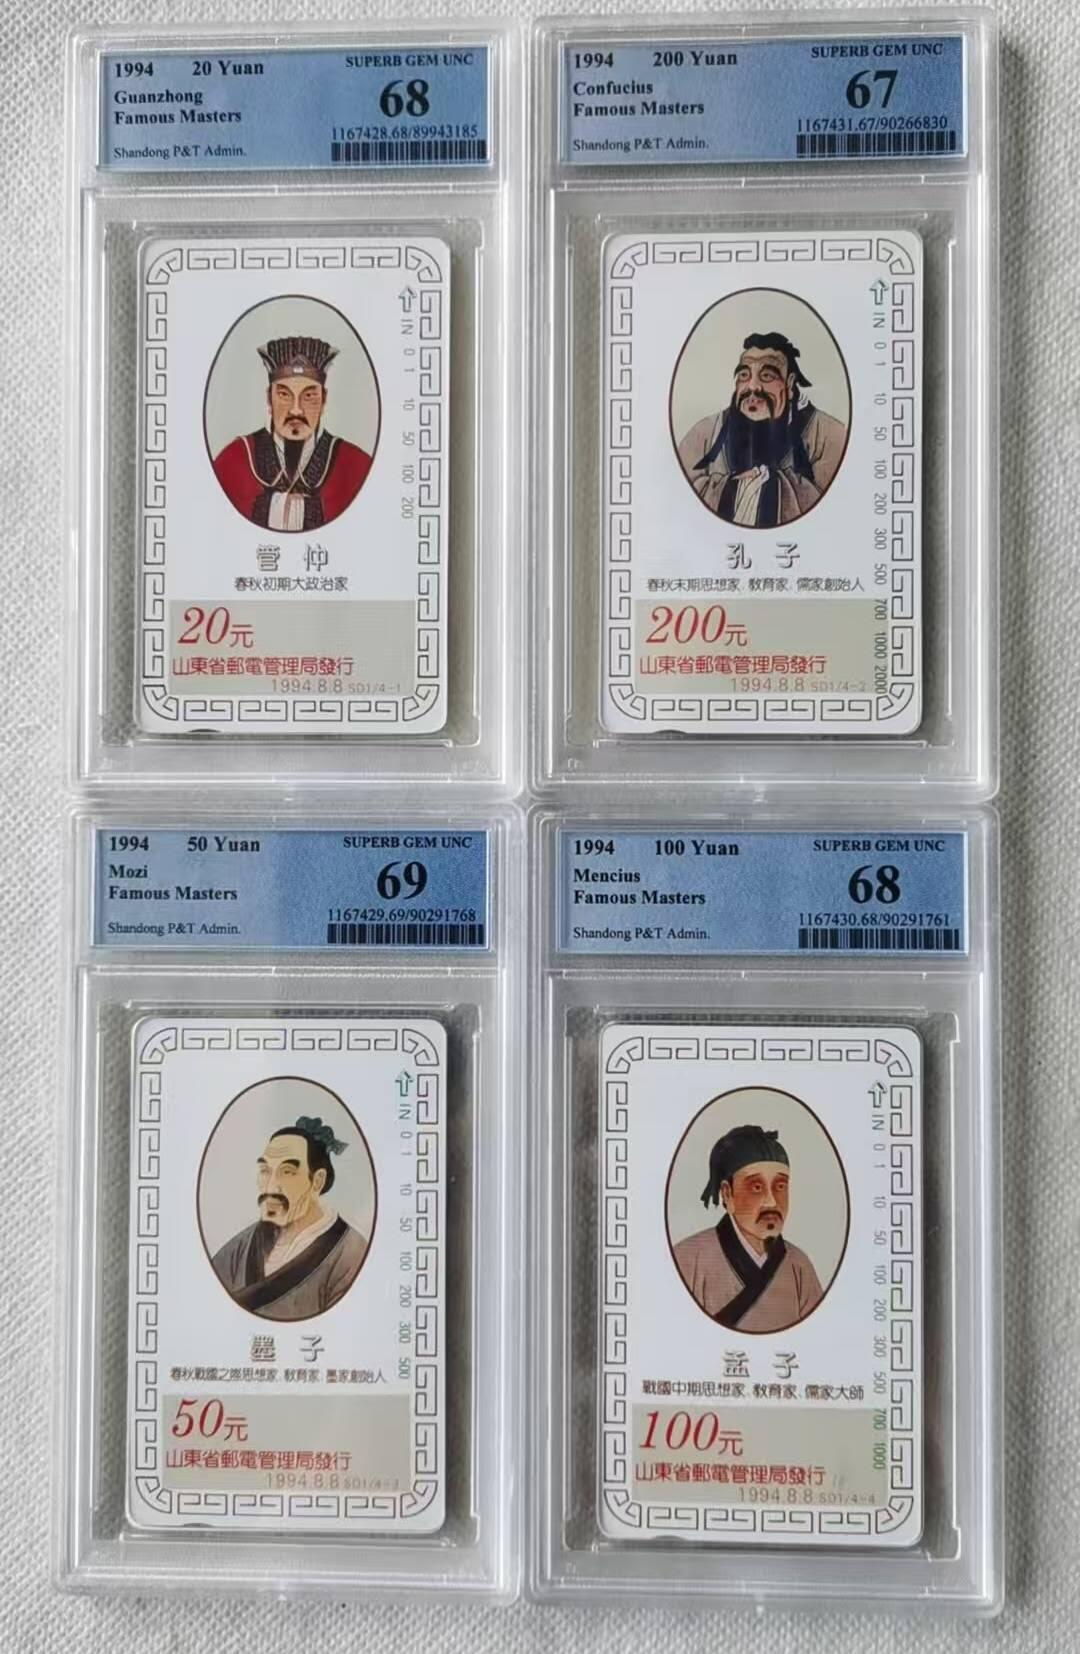 1994 20 Yuan SUPERB GEM UNC
Guanzhong 68
Famous Masters
1167428.68/89943185
Shandong P&T Admin.
IN 0 1 10 50 100 200
管仲
春秋初期大政治家
20元
山東省郵電管理局發行
1994.8.8 SD1/4-1
1994 200 Yuan SUPERB GEM UNC
Confucius 67
Famous Masters
1167431.67/90266830
Shandong P&T Admin.
IN 0 1 10 50 100 200 300 500 700 1000 2000
孔子
春秋末期思想家、教育家、儒家創始人
200元
山東省郵電管理局發行
1994.8.8 SD1/4-2
1994 50 Yuan SUPERB GEM UNC
Mozi 69
Famous Masters
1167429.69/90291768
Shandong P&T Admin.
IN 0 1 10 50 100 200 300 500
墨子
春秋戰國之際思想家、教育家、墨家創始人
50元
山東省郵電管理局發行
1994.8.8 SD1/4-3
1994 100 Yuan SUPERB GEM UNC
Mencius 68
Famous Masters
1167430.68/90291761
Shandong P&T Admin.
IN 0 1 10 50 100 200 300 500 700 1000
孟子
戰國中期思想家、教育家、儒家大師
100元
山東省郵電管理局發行
1994.8.8 SD1/4-4